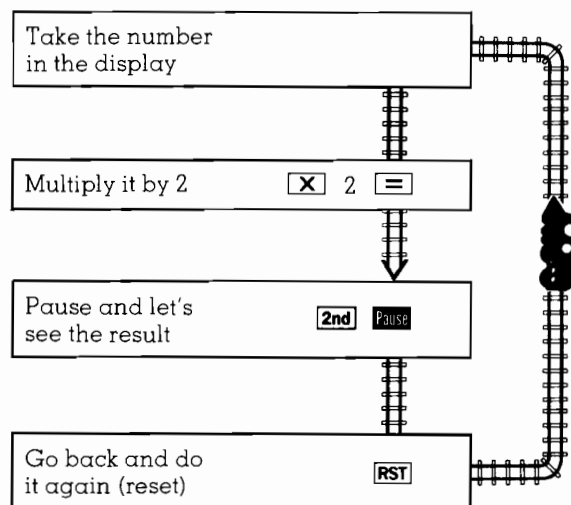 Take the number
in the display
Multiply it by 2 X 2 =
Pause and let's
see the result
2nd Pause
Go back and do
it again (reset)
RST